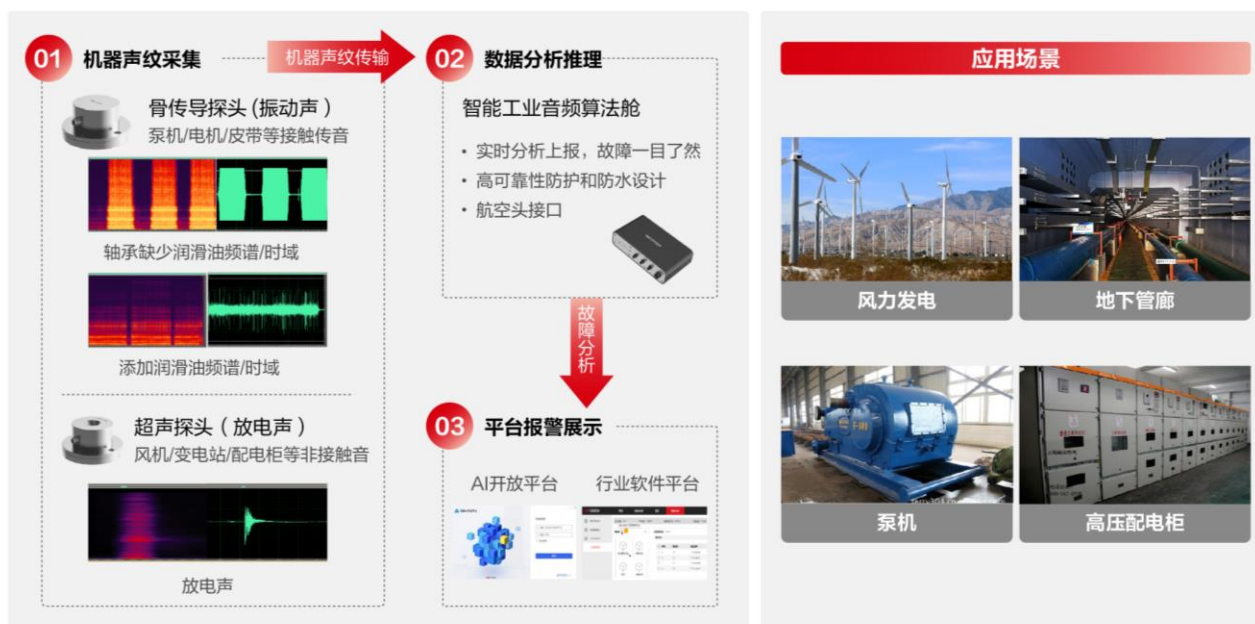 01 机器声纹采集
机器声纹传输
骨传导探头(振动声)
泵机/电机/皮带等接触传音
轴承缺少润滑油频谱/时域
添加润滑油频谱/时域
超声探头(放电声)
风机/变电站/配电柜等非接触音
放电声
02 数据分析推理
智能工业音频算法舱
• 实时分析上报，故障一目了然
• 高可靠性防护和防水设计
• 航空头接口
故障分析
03 平台报警展示
AI开放平台
行业软件平台
应用场景
风力发电
地下管廊
泵机
高压配电柜